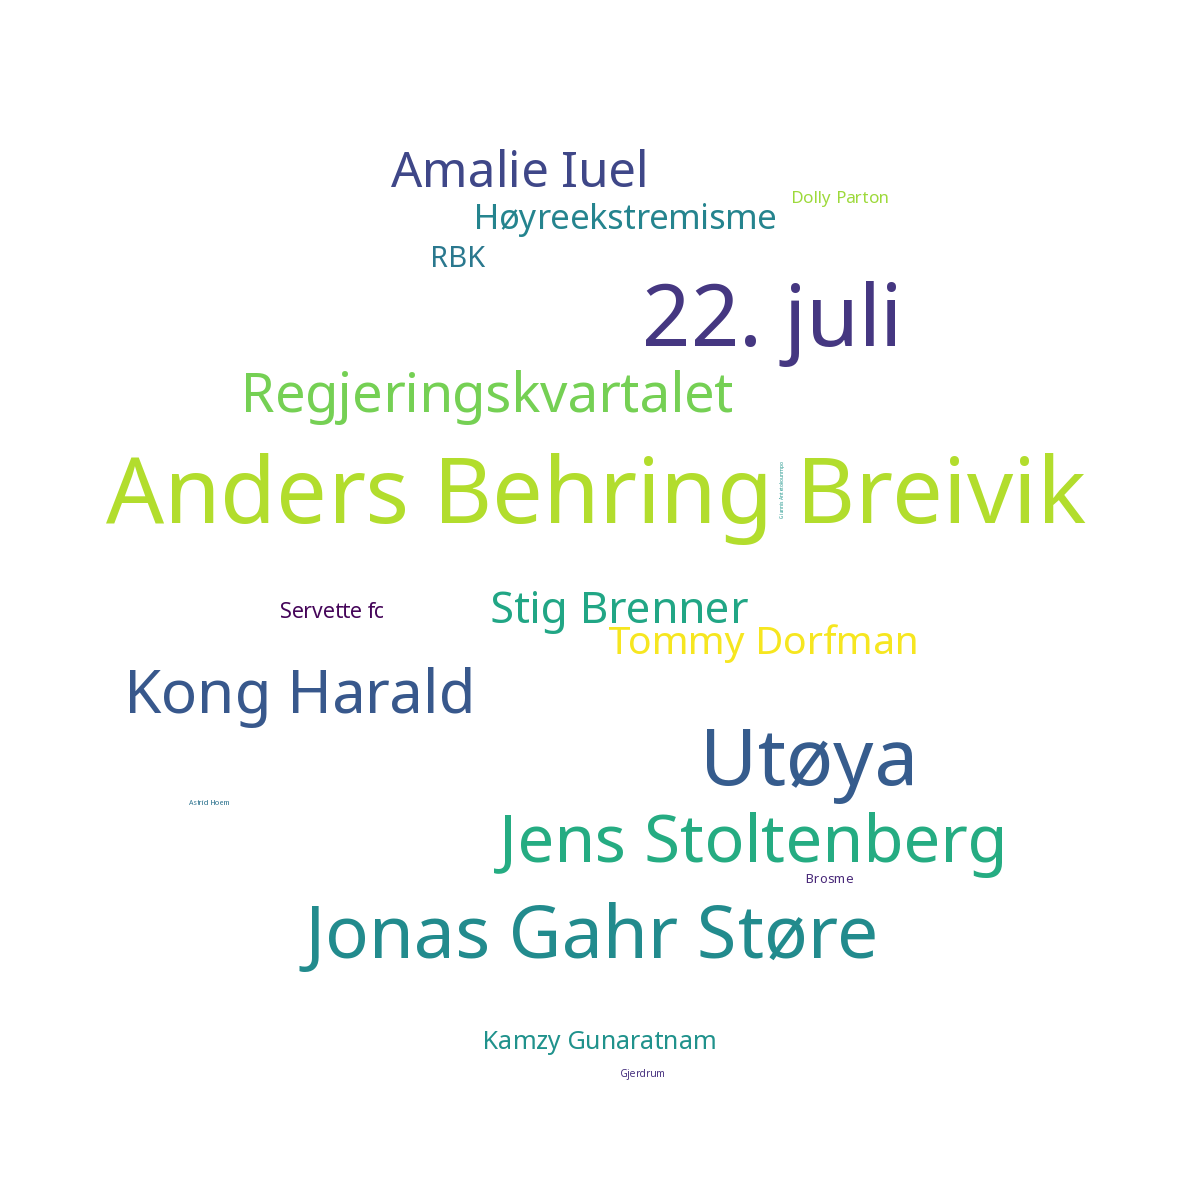 Amalie Iuel
Dolly Parton
Høyreekstremisme
RBK
22. juli
Regjeringskvartalet
Anders Behring Breivik
Servette fc
Stig Brenner
Tommy Dorfman
Kong Harald
Utøya
Astrid Hoem
Jens Stoltenberg
Brosme
Jonas Gahr Støre
Kamzy Gunaratnam
Gjerdrum